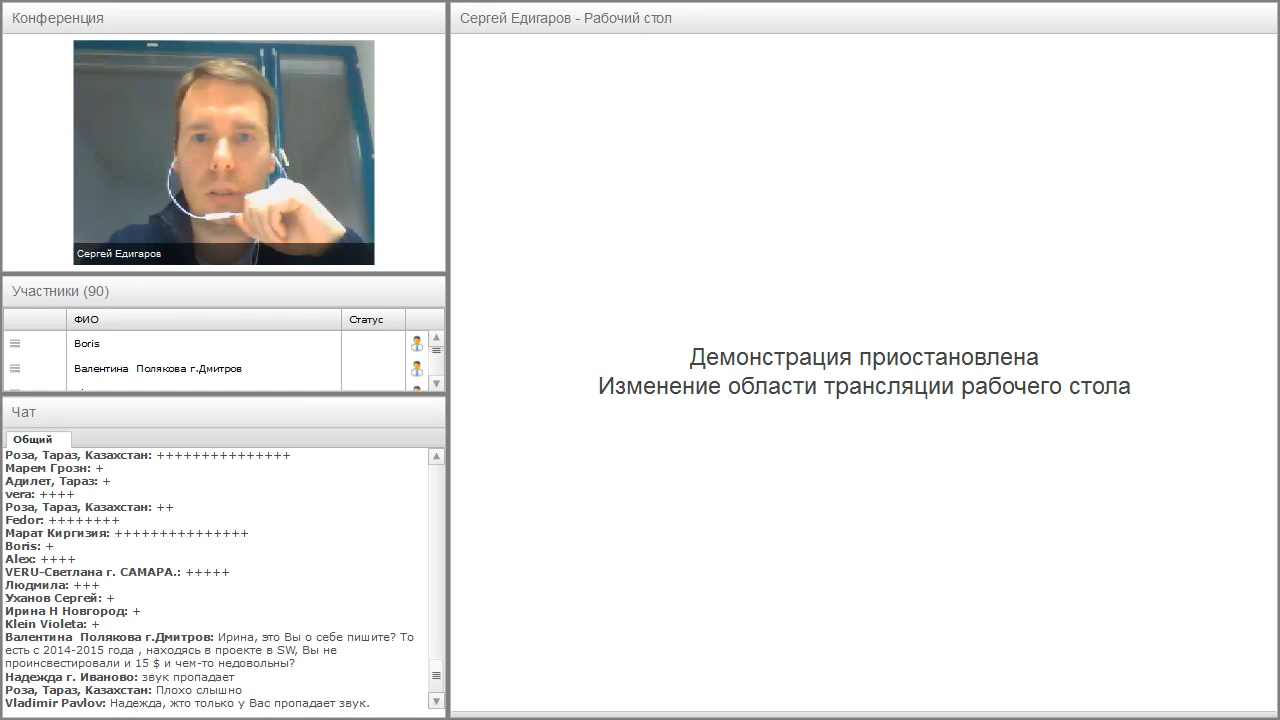 Конференция
Сергей Едигаров - Рабочий стол
Сергей Едигаров
Участники (90)
ФИО Статус
Boris
Валентина Полякова г.Дмитров
Чат
Общий
Роза, Тараз, Казахстан: +++++++++++++++
Марем Грозн: +
Адилет, Тараз: +
vera: ++++
Роза, Тараз, Казахстан: ++
Fedor: ++++++++
Марат Киргизия: +++++++++++++++
Boris: +
Alex: ++++
VERU-Светлана г. САМАРА.: +++++
Людмила: +++
Уханов Сергей: +
Ирина Н Новгород: +
Klein Violeta: +
Валентина Полякова г.Дмитров: Ирина, это Вы о себе пишите? То
есть с 2014-2015 года , находясь в проекте в SW, Вы не
проинсвестировали и 15 $ и чем-то недовольны?
Надежда г. Иваново: звук пропадает
Роза, Тараз, Казахстан: Плохо слышно
Vladimir Pavlov: Надежда, жто только у Вас пропадает звук.
Демонстрация приостановлена
Изменение области трансляции рабочего стола